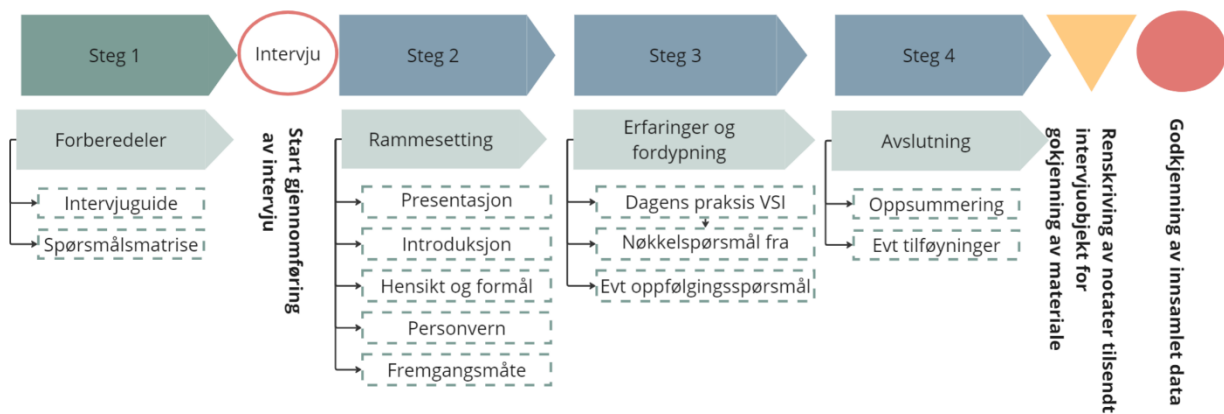 Steg 1
Intervju
Steg 2
Steg 3
Steg 4
Forberedeler
Intervjuguide
Spørsmålsmatrise
Start gjennomføring
av intervju
Rammesetting
Presentasjon
Introduksjon
Hensikt og formål
Personvern
Fremgangsmåte
Erfaringer og
fordypning
Dagens praksis VSI
Nøkkelspørsmål fra
Evt oppfølgingsspørsmål
Avslutning
Oppsummering
Evt tilføyninger
Renskriving av notater tilsendt
intervjuobjekt for
gokjenning av materiale
Godkjenning av innsamlet data